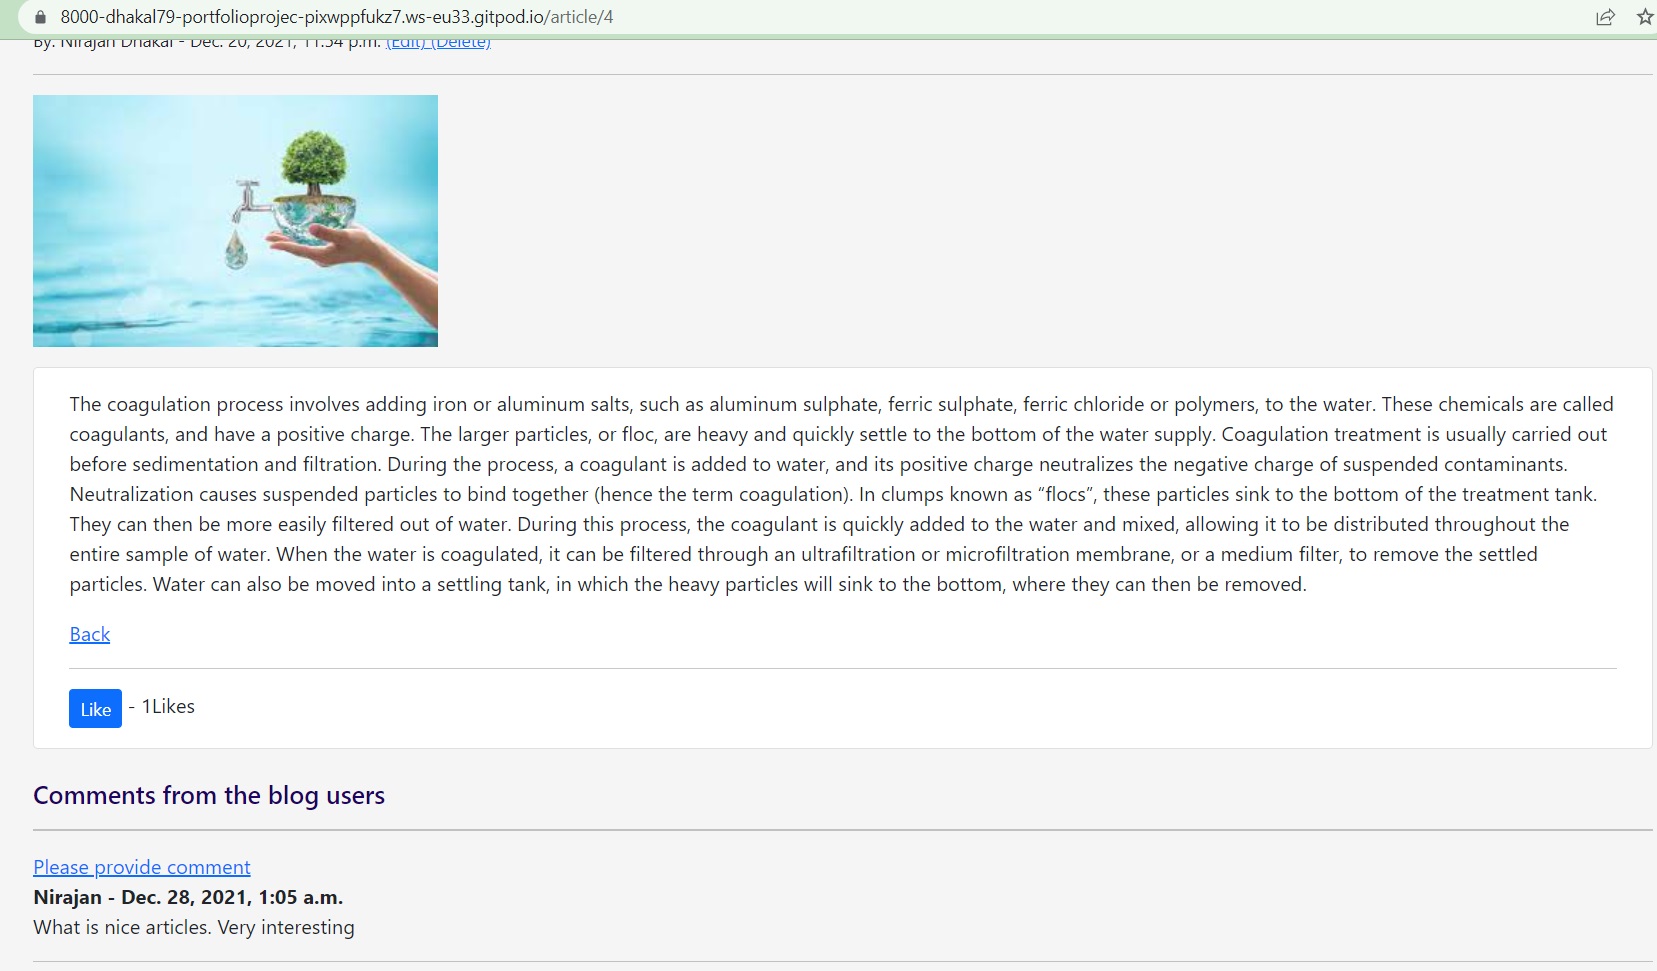 8000-dhakal79-portfolioprojec-pixwppfukz7.ws-eu33.gitpod.io/article/4
By: Nirajan Dhakal - Dec. 20, 2021, 11:54 p.m. (Edit) (Delete)
The coagulation process involves adding iron or aluminum salts, such as aluminum sulphate, ferric sulphate, ferric chloride or polymers, to the water. These chemicals are called
coagulants, and have a positive charge. The larger particles, or floc, are heavy and quickly settle to the bottom of the water supply. Coagulation treatment is usually carried out
before sedimentation and filtration. During the process, a coagulant is added to water, and its positive charge neutralizes the negative charge of suspended contaminants.
Neutralization causes suspended particles to bind together (hence the term coagulation). In clumps known as “flocs”, these particles sink to the bottom of the treatment tank.
They can then be more easily filtered out of water. During this process, the coagulant is quickly added to the water and mixed, allowing it to be distributed throughout the
entire sample of water. When the water is coagulated, it can be filtered through an ultrafiltration or microfiltration membrane, or a medium filter, to remove the settled
particles. Water can also be moved into a settling tank, in which the heavy particles will sink to the bottom, where they can then be removed.
Back
Like - 1Likes
Comments from the blog users
Please provide comment
Nirajan - Dec. 28, 2021, 1:05 a.m.
What is nice articles. Very interesting